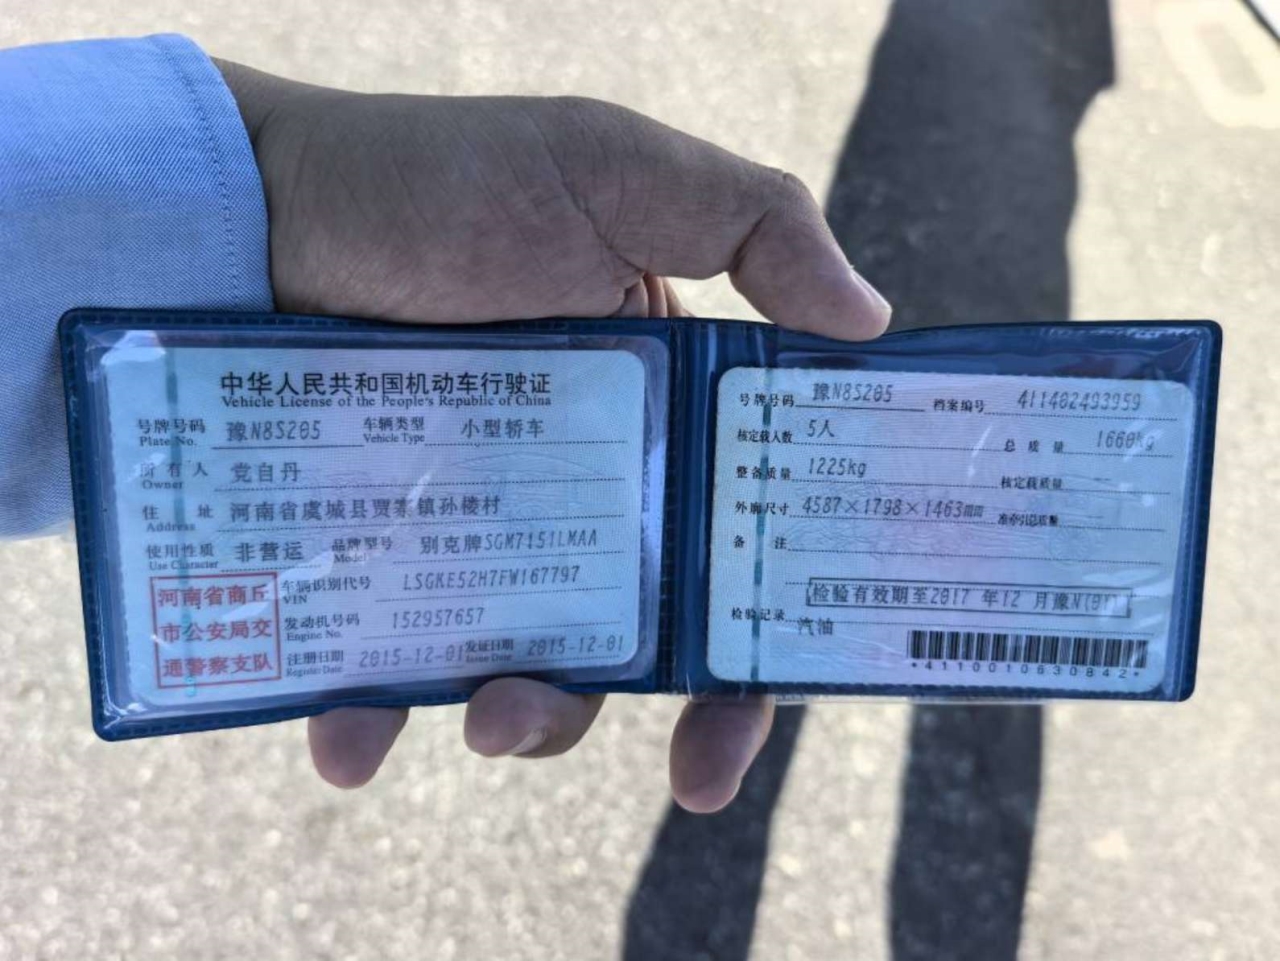 中华人民共和国机动车行驶证
Vehicle License of the People's Republic of China
号牌号码 豫N8S205 车辆类型 小型轿车
Plate No. Vehicle Type
所有人 党自丹
Owner
住址 河南省虞城县贾寨镇孙楼村
Address
使用性质 非营运 品牌型号 别克牌SGM7151LMAA
Use Character Model
河南省商丘
市公安局交
通警察支队
车辆识别代号 LSGKE52H7FW167797
VIN
发动机号码 152957657
Engine No.
注册日期 2015-12-01 发证日期 2015-12-01
Register Date Issue Date
号牌号码 豫N8S205 档案编号 411402493959
核定载人数 5人 总质量 1660kg
整备质量 1225kg 核定载质量 --
外廓尺寸 4587×1798×1463mm 准牵引总质量
备注
检验记录 检验有效期至2017 年12 月豫N(01)
汽油
*4110010630842*